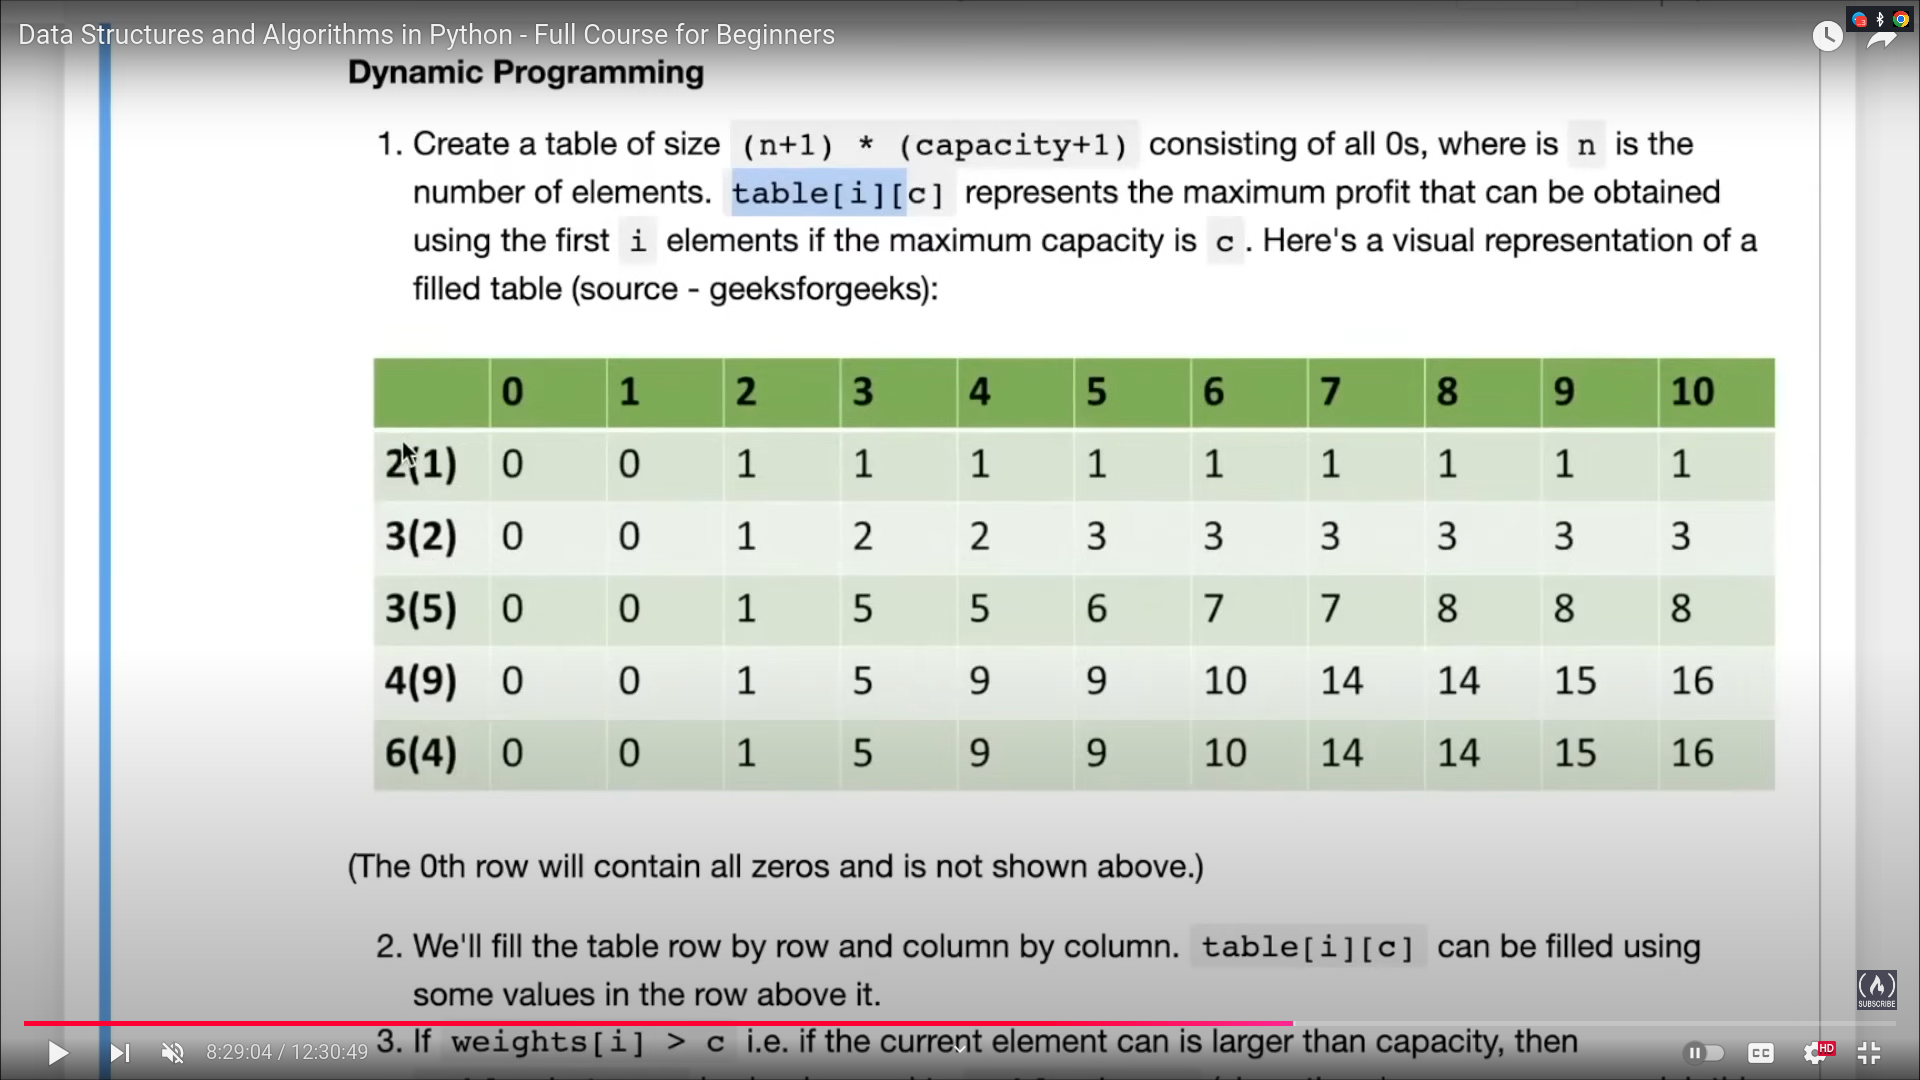 Data Structures and Algorithms in Python - Full Course for Beginners
Dynamic Programming
1. Create a table of size (n+1) * (capacity+1) consisting of all 0s, where is n is the
number of elements. table[i][c] represents the maximum profit that can be obtained
using the first i elements if the maximum capacity is c. Here's a visual representation of a
filled table (source - geeksforgeeks):
0 1 2 3 4 5 6 7 8 9 10
2(1) 0 0 1 1 1 1 1 1 1 1 1
3(2) 0 0 1 2 2 3 3 3 3 3 3
3(5) 0 0 1 5 5 6 7 7 8 8 8
4(9) 0 0 1 5 9 9 10 14 14 15 16
6(4) 0 0 1 5 9 9 10 14 14 15 16
(The 0th row will contain all zeros and is not shown above.)
2. We'll fill the table row by row and column by column. table[i][c] can be filled using
some values in the row above it.
SUBSCRIBE
3. If weights[i] > c i.e. if the current element can is larger than capacity, then
8:29:04 / 12:30:49
CC
HD